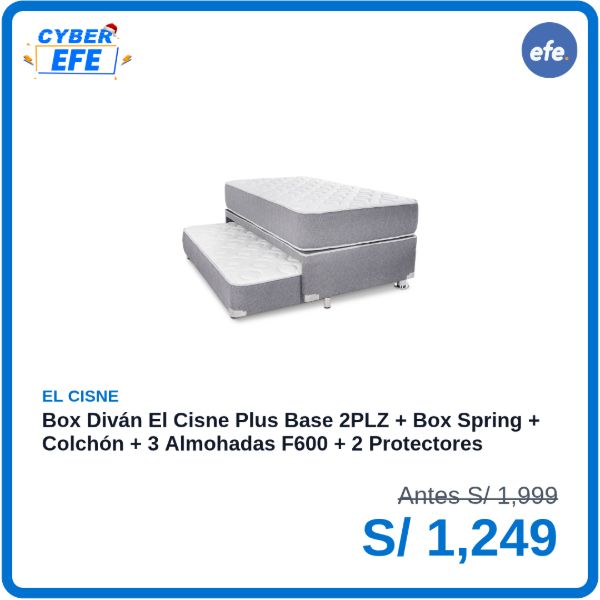 CYBER
EFE
efe.
EL CISNE
Box Diván El Cisne Plus Base 2PLZ + Box Spring +
Colchón + 3 Almohadas F600 + 2 Protectores
Antes S/ 1,999
S/ 1,249